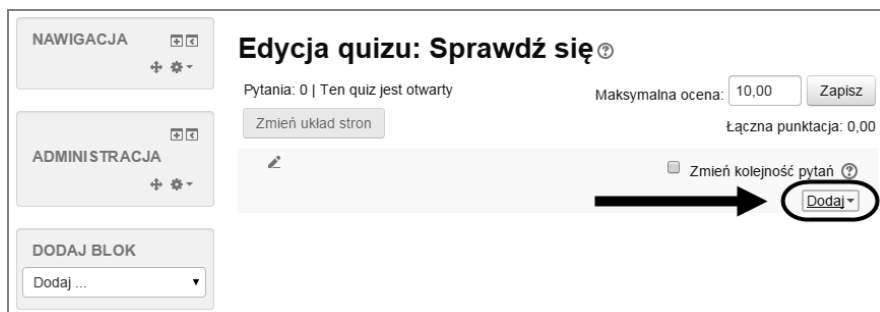 NAWIGACJA
Edycja quizu: Sprawdź się
Pytania: 0 | Ten quiz jest otwarty
Maksymalna ocena: 10,00 Zapisz
Zmień układ stron
Łączna punktacja: 0,00
ADMINISTRACJA
Zmień kolejność pytań
Dodaj
DODAJ BLOK
Dodaj ...